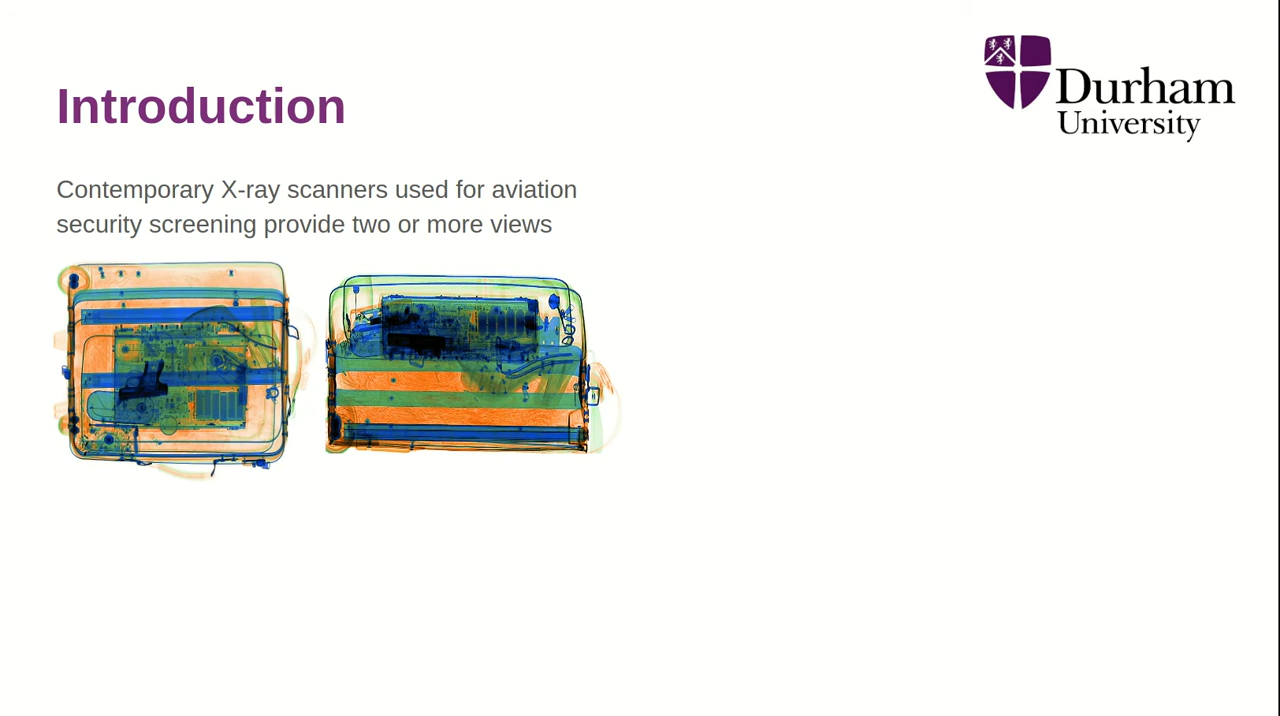 Durham
University
Introduction
Contemporary X-ray scanners used for aviation
security screening provide two or more views